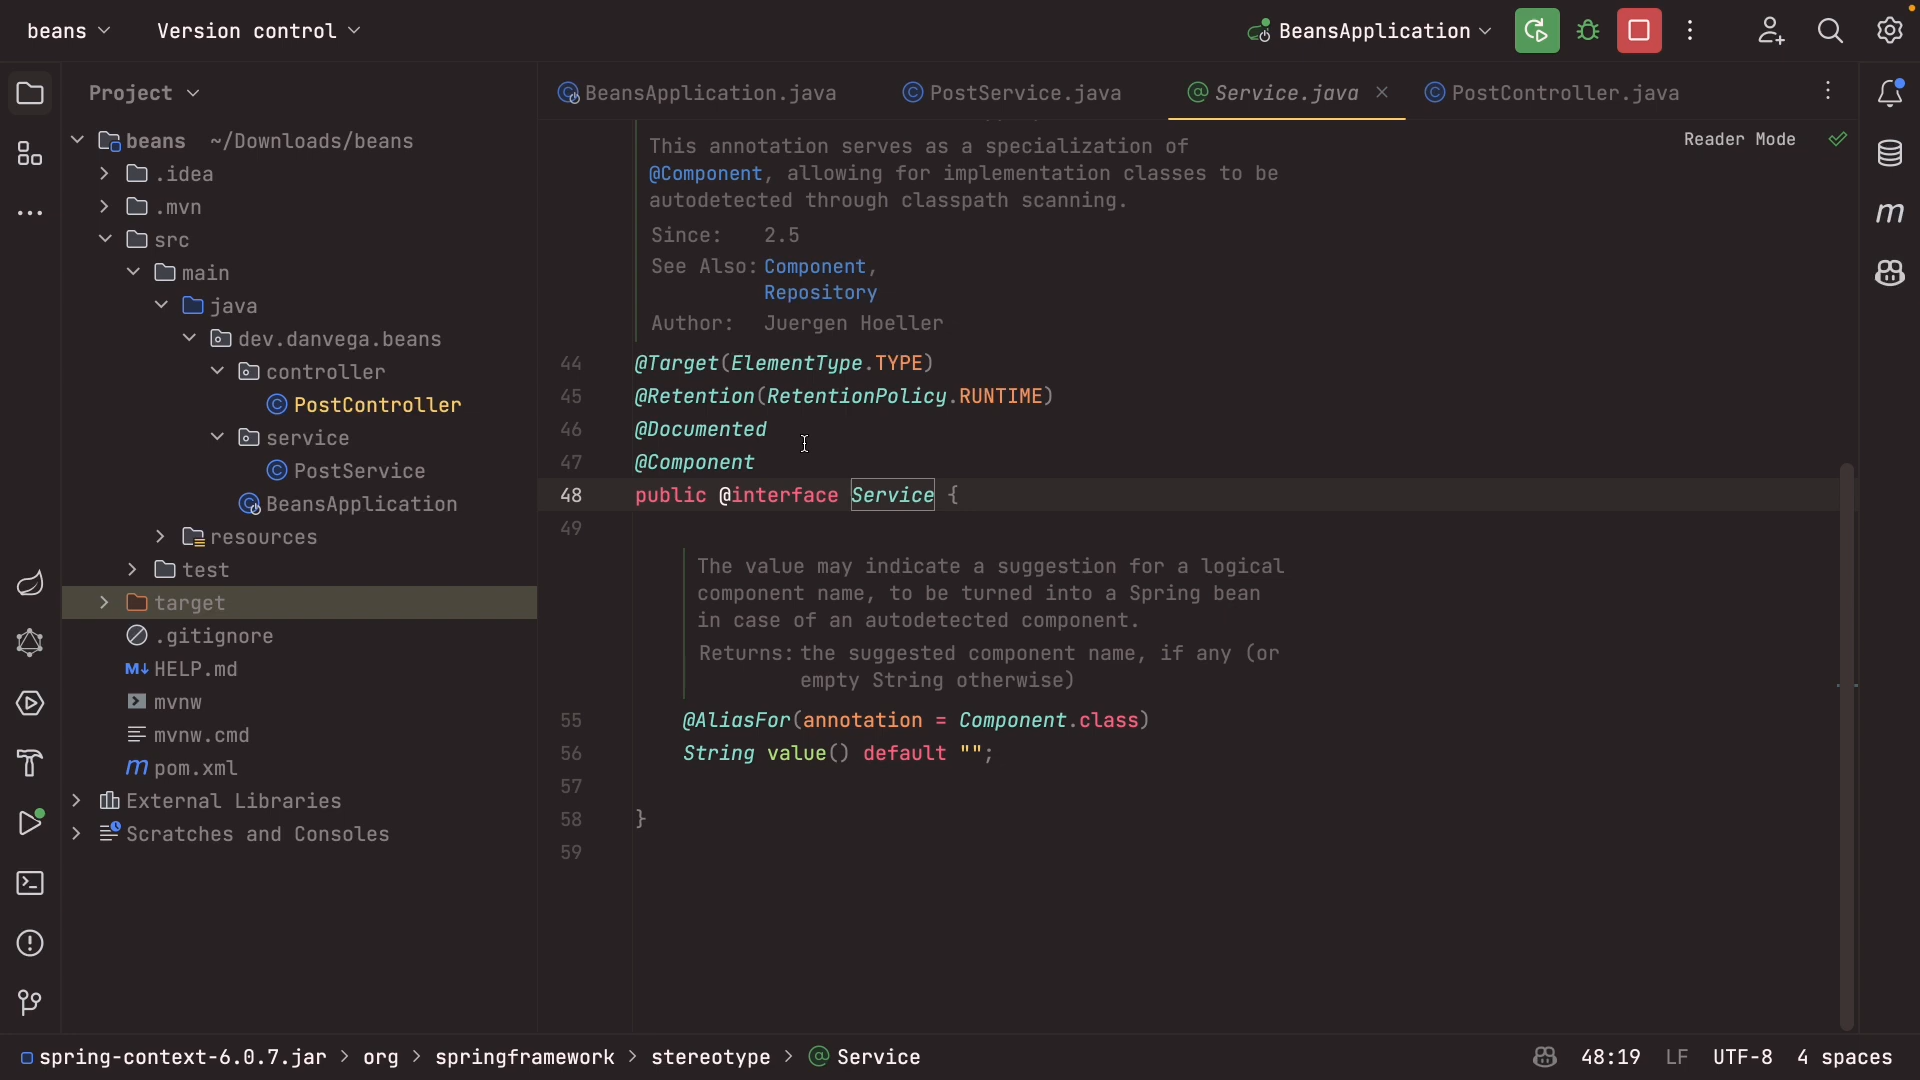 beans
Version control
BeansApplication
Project
BeansApplication.java
PostService.java
Service.java
PostController.java
beans ~/Downloads/beans
.idea
.mvn
src
main
java
dev.danvega.beans
controller
PostController
service
PostService
BeansApplication
resources
test
target
.gitignore
M↓ HELP.md
mvnw
mvnw.cmd
m pom.xml
External Libraries
Scratches and Consoles
Reader Mode
This annotation serves as a specialization of
@Component, allowing for implementation classes to be
autodetected through classpath scanning.
Since: 2.5
See Also: Component,
Repository
Author: Juergen Hoeller
44 @Target(ElementType.TYPE)
45 @Retention(RetentionPolicy.RUNTIME)
46 @Documented
47 @Component
48 public @interface Service {
49
The value may indicate a suggestion for a logical
component name, to be turned into a Spring bean
in case of an autodetected component.
Returns: the suggested component name, if any (or
empty String otherwise)
55 @AliasFor(annotation = Component.class)
56 String value() default "";
57
58 }
59
m
spring-context-6.0.7.jar > org > springframework > stereotype > Service
48:19 LF UTF-8 4 spaces